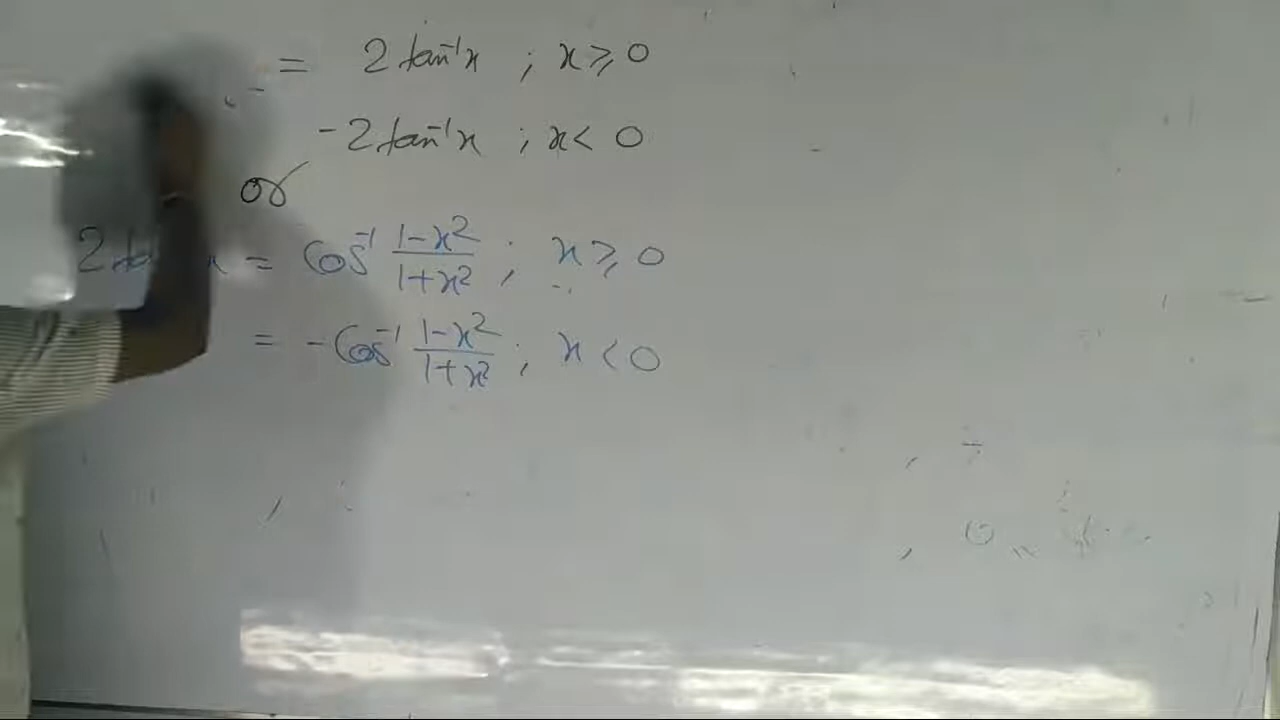 = 2 tan⁻¹x ; x ≥ 0
-2 tan⁻¹x ; x < 0
or
2 x = Cos⁻¹ (1-x²)/(1+x²) ; x ≥ 0
= -Cos⁻¹ (1-x²)/(1+x²) ; x < 0